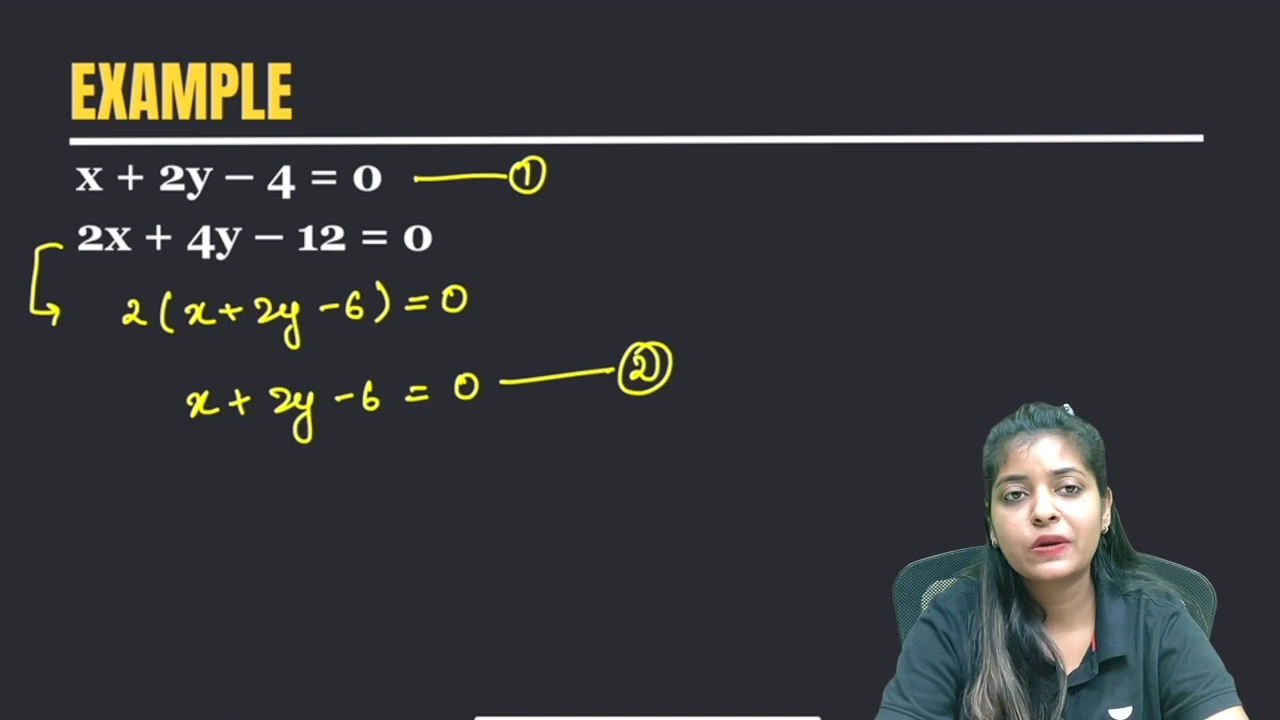 EXAMPLE
x + 2y – 4 = 0 —— ①
2x + 4y – 12 = 0
2(x+2y-6) = 0
x+2y-6 = 0 —— ②